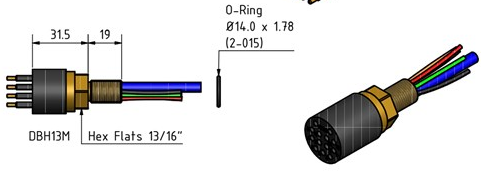 O-Ring
Ø14.0 x 1.78
(2-015)
31.5
19
DBH13M
Hex Flats 13/16"